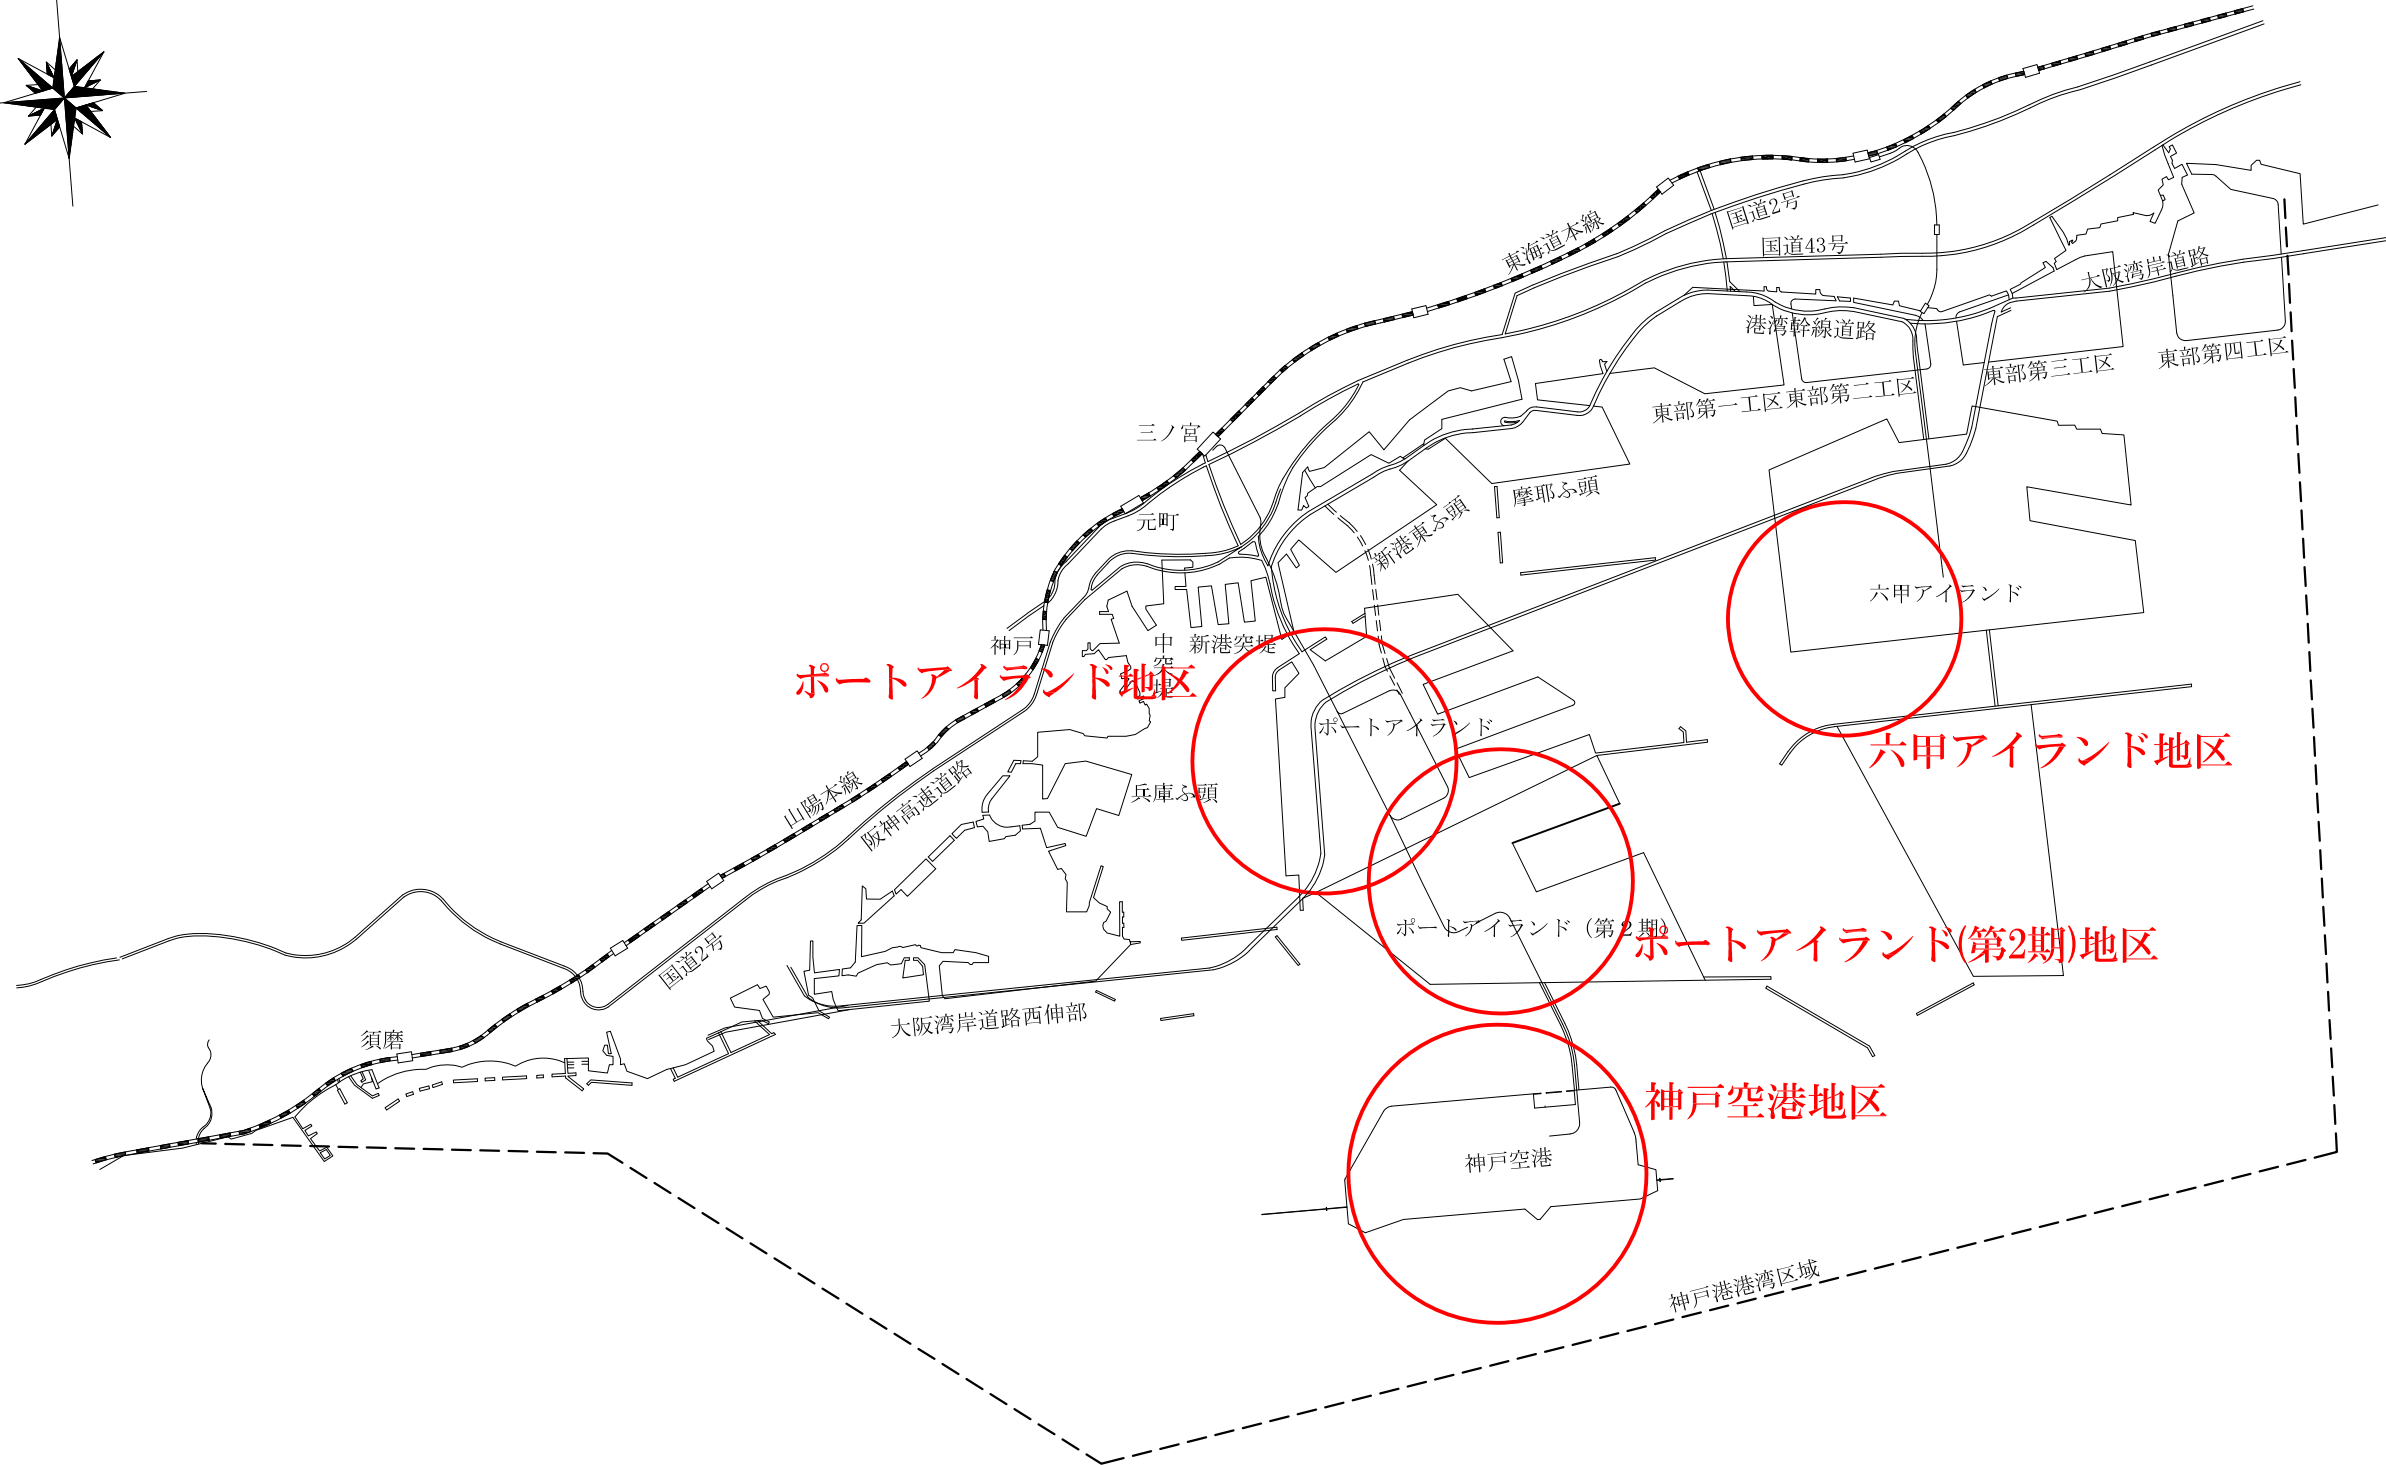 東海道本線
国道2号
国道43号
大阪湾岸道路
港湾幹線道路
東部第四工区
東部第三工区
東部第二工区
東部第一工区
三ノ宮
元町
摩耶ふ頭
新港東ふ頭
六甲アイランド
神戸
中突堤
新港突堤
ポートアイランド地区
ポートアイランド
六甲アイランド地区
山陽本線
阪神高速道路
兵庫ふ頭
ポートアイランド（第２期）
ポートアイランド(第2期)地区
国道2号
大阪湾岸道路西伸部
須磨
神戸空港地区
神戸空港
神戸港港湾区域